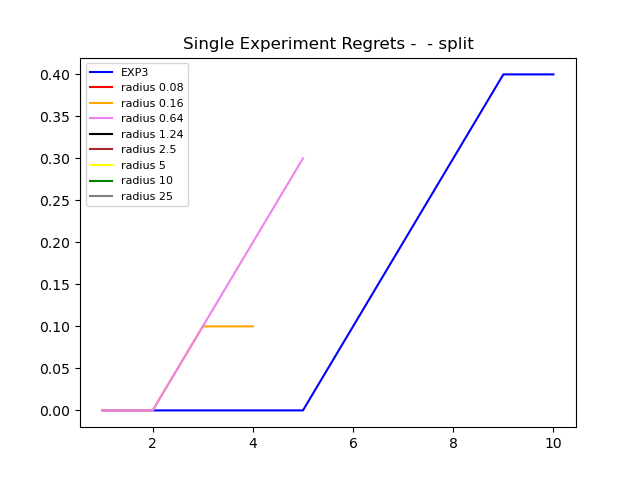 Single Experiment Regrets -  - split
EXP3
radius 0.08
radius 0.16
radius 0.64
radius 1.24
radius 2.5
radius 5
radius 10
radius 25
0.40
0.35
0.30
0.25
0.20
0.15
0.10
0.05
0.00
2 4 6 8 10